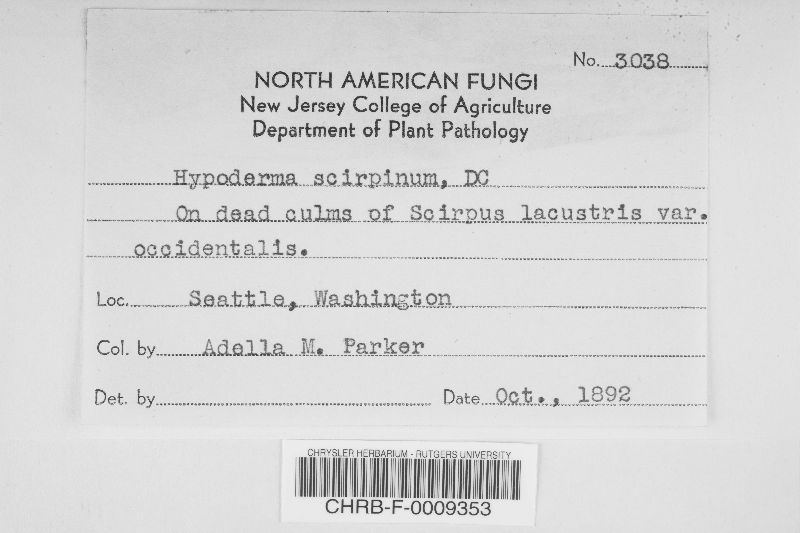 No. 3038
NORTH AMERICAN FUNGI
New Jersey College of Agriculture
Department of Plant Pathology
Hypoderma scirpinum, DC
On dead culms of Scirpus lacustris var.
occidentalis.
Loc. Seattle, Washington
Col. by Adella M. Parker
Det. by Date Oct., 1892
CHRYSLER HERBARIUM - RUTGERS UNIVERSITY
CHRB-F-0009353